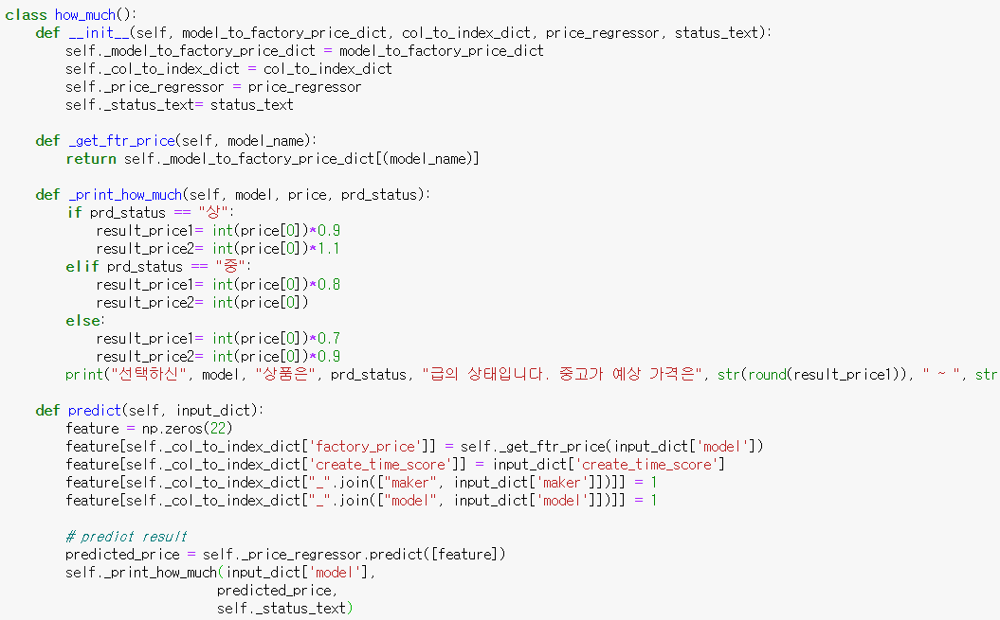 class how_much():
    def __init__(self, model_to_factory_price_dict, col_to_index_dict, price_regressor, status_text):
        self._model_to_factory_price_dict = model_to_factory_price_dict
        self._col_to_index_dict = col_to_index_dict
        self._price_regressor = price_regressor
        self._status_text= status_text
    def _get_ftr_price(self, model_name):
        return self._model_to_factory_price_dict[(model_name)]
    def _print_how_much(self, model, price, prd_status):
        if prd_status == "상":
            result_price1= int(price[0])*0.9
            result_price2= int(price[0])*1.1
        elif prd_status == "중":
            result_price1= int(price[0])*0.8
            result_price2= int(price[0])
        else:
            result_price1= int(price[0])*0.7
            result_price2= int(price[0])*0.9
        print("선택하신", model, "상품은", prd_status, "급의 상태입니다. 중고가 예상 가격은", str(round(result_price1)), " ~ ", str
    def predict(self, input_dict):
        feature = np.zeros(22)
        feature[self._col_to_index_dict['factory_price']] = self._get_ftr_price(input_dict['model'])
        feature[self._col_to_index_dict['create_time_score']] = input_dict['create_time_score']
        feature[self._col_to_index_dict["_".join(["maker", input_dict['maker']])]] = 1
        feature[self._col_to_index_dict["_".join(["model", input_dict['model']])]] = 1
        # predict result
        predicted_price = self._price_regressor.predict([feature])
        self._print_how_much(input_dict['model'],
                             predicted_price,
                             self._status_text)